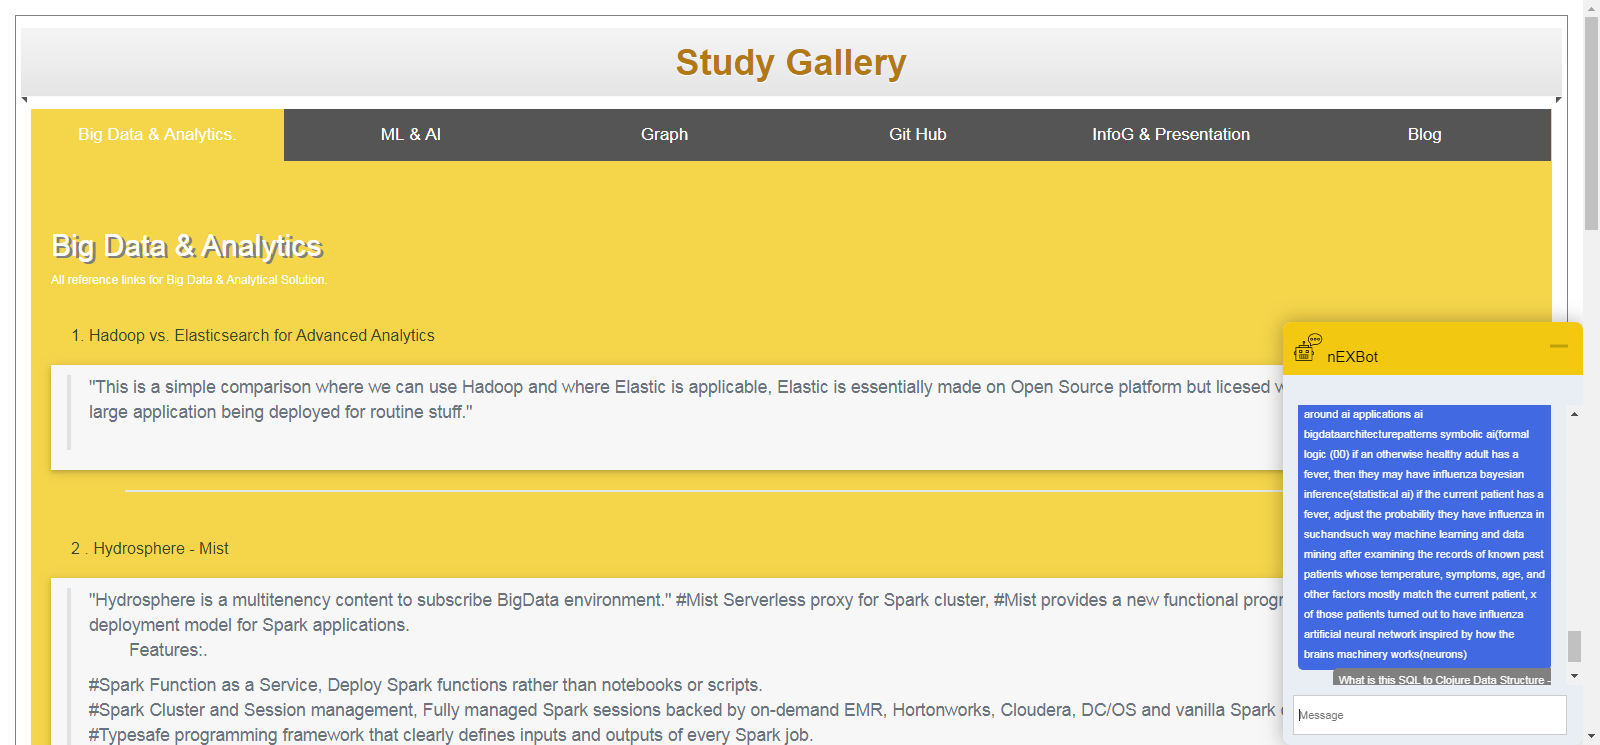 Study Gallery
Big Data & Analytics.
ML & AI
Graph
Git Hub
InfoG & Presentation
Blog
Big Data & Analytics
All reference links for Big Data & Analytical Solution.
1. Hadoop vs. Elasticsearch for Advanced Analytics
"This is a simple comparison where we can use Hadoop and where Elastic is applicable, Elastic is essentially made on Open Source platform but licesed
large application being deployed for routine stuff."
2 . Hydrosphere - Mist
"Hydrosphere is a multitenency content to subscribe BigData environment." #Mist Serverless proxy for Spark cluster, #Mist provides a new functional
deployment model for Spark applications.
Features:.
#Spark Function as a Service, Deploy Spark functions rather than notebooks or scripts.
#Spark Cluster and Session management, Fully managed Spark sessions backed by on-demand EMR, Hortonworks, Cloudera, DC/OS and vanilla Spark
#Typesafe programming framework that clearly defines inputs and outputs of every Spark job.
nEXBot
around ai applications ai
bigdataarchitecturepatterns symbolic ai(formal
logic (00) if an otherwise healthy adult has a
fever, then they may have influenza bayesian
inference(statistical ai) if the current patient has a
fever, adjust the probability they have influenza in
suchandsuch way machine learning and data
mining after examining the records of known past
patients whose temperature, symptoms, age, and
other factors mostly match the current patient, x
of those patients turned out to have influenza
artificial neural network inspired by how the
brains machinery works(neurons)
What is this SQL to Clojure Data Structure -
Message